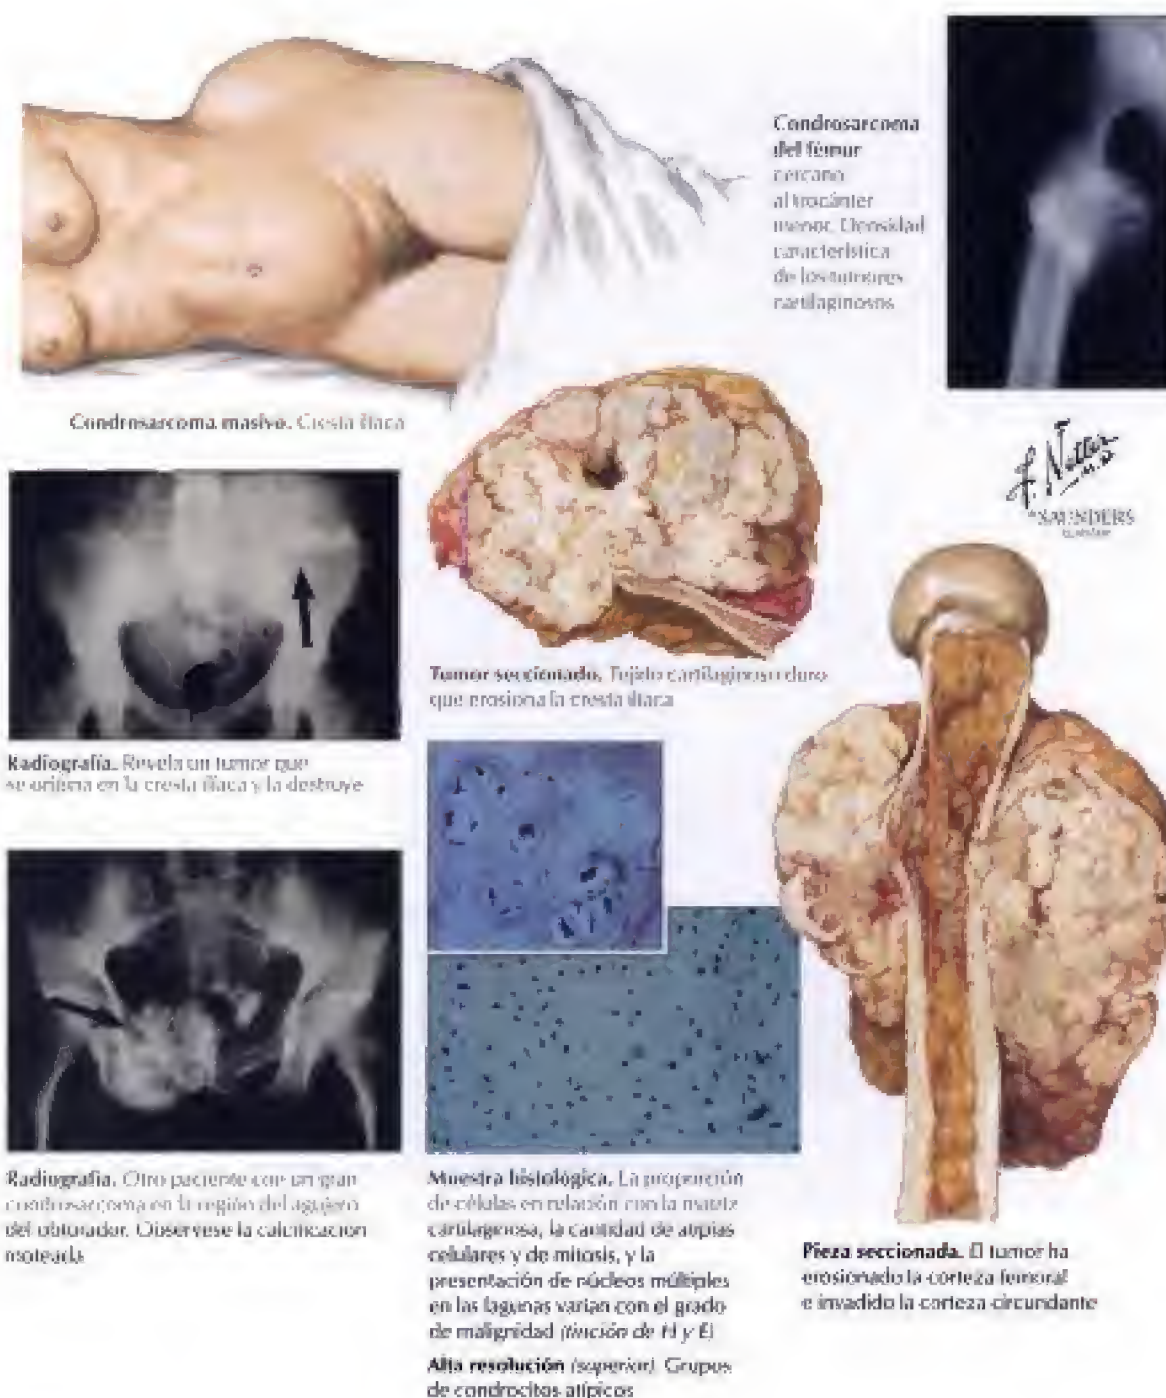 Condrosarcoma
del fémur
cercano
al trocánter
menor. Densidad
característica
de los tumores
cartilaginosos
Condrosarcoma masivo. Cresta ilíaca
F. Netter
M.D.
SAUNDERS
Tumor seccionado. Tejido cartilaginoso duro
que erosiona la cresta ilíaca
Radiografía. Revela un tumor que
se origina en la cresta ilíaca y la destruye
Radiografía. Otro paciente con un gran
condrosarcoma en la región del agujero
del obturador. Obsérvese la calcificación
moteada
Muestra histológica. La proporción
de células en relación con la matriz
cartilaginosa, la cantidad de atipias
celulares y de mitosis, y la
presentación de núcleos múltiples
en las lagunas varían con el grado
de malignidad (tinción de H y E)
Alta resolución (superior). Grupos
de condrocitos atípicos
Pieza seccionada. El tumor ha
erosionado la corteza femoral
e invadido la corteza circundante